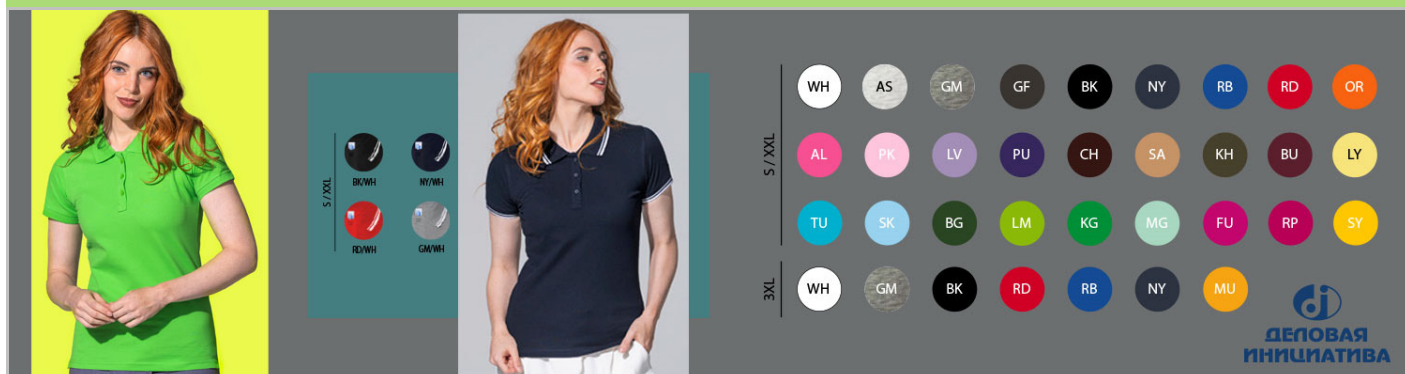 S / XXL
BK/WH NY/WH
RD/WH GM/WH
S / XXL
WH AS GM GF BK NY RB RD OR
AL PK LV PU CH SA KH BU LY
TU SK BG LM KG MG FU RP SY
3XL
WH GM BK RD RB NY MU
di
ДЕЛОВАЯ
ИНИЦИАТИВА